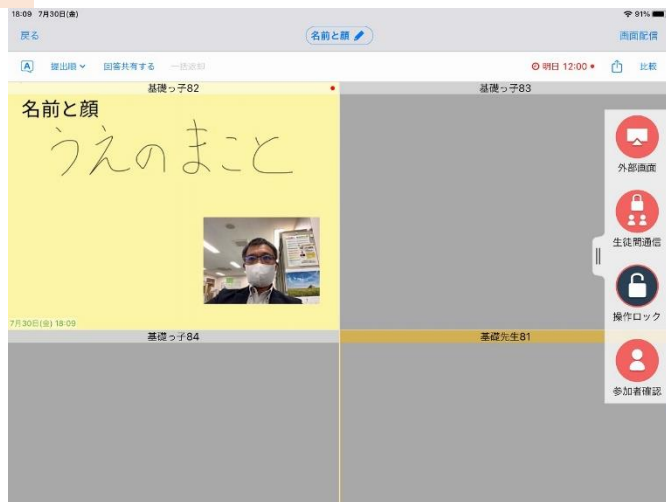 18:09 7月30日(金)
91%
戻る
名前と顔
画面配信
A 提出順 回答共有する 一括返却
明日 12:00
比較
基礎っ子82
基礎っ子83
名前と顔
うえのまこと
外部画面
生徒間通信
操作ロック
参加者確認
7月30日(金) 18:09
基礎っ子84
基礎先生81